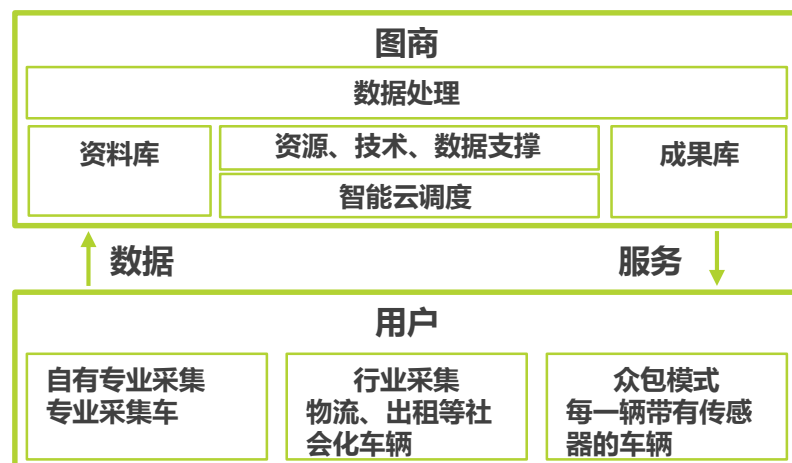 图商
数据处理
资料库
资源、技术、数据支撑
智能云调度
成果库
数据
服务
用户
自有专业采集
专业采集车
行业采集
物流、出租等社
会化车辆
众包模式
每一辆带有传感
器的车辆